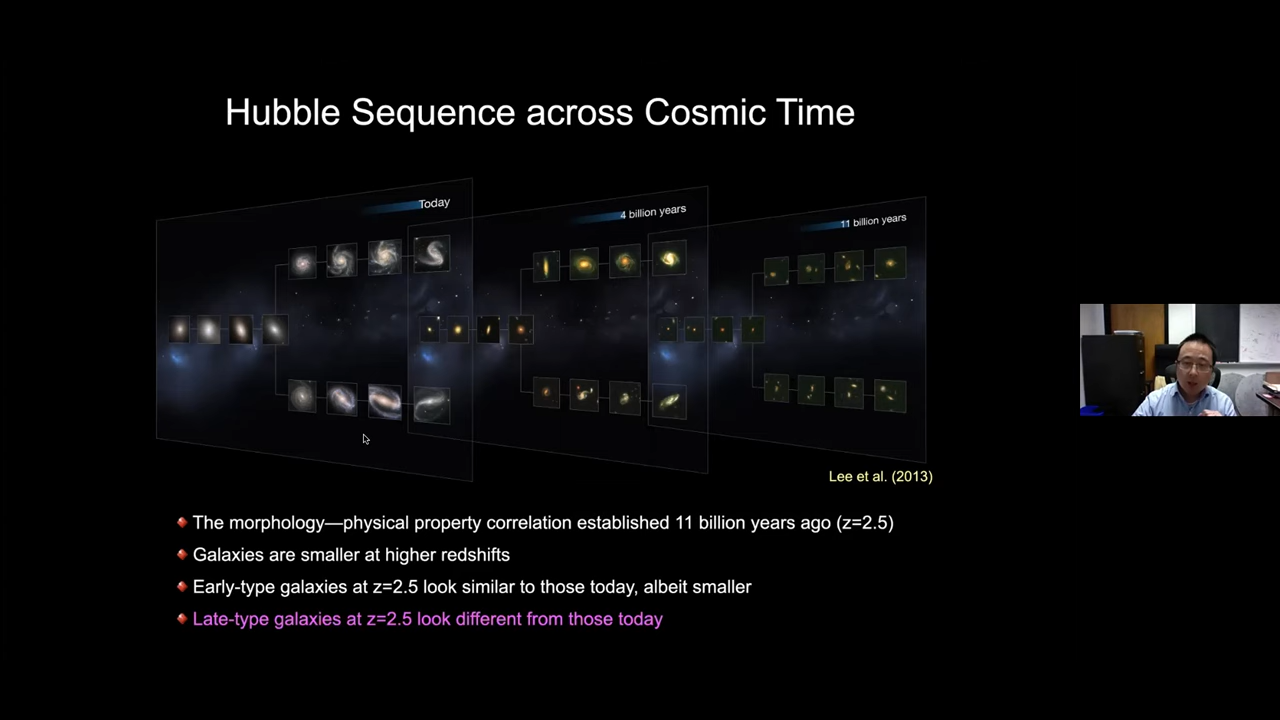 Hubble Sequence across Cosmic Time
Today
4 billion years
11 billion years
Lee et al. (2013)
The morphology—physical property correlation established 11 billion years ago (z=2.5)
Galaxies are smaller at higher redshifts
Early-type galaxies at z=2.5 look similar to those today, albeit smaller
Late-type galaxies at z=2.5 look different from those today